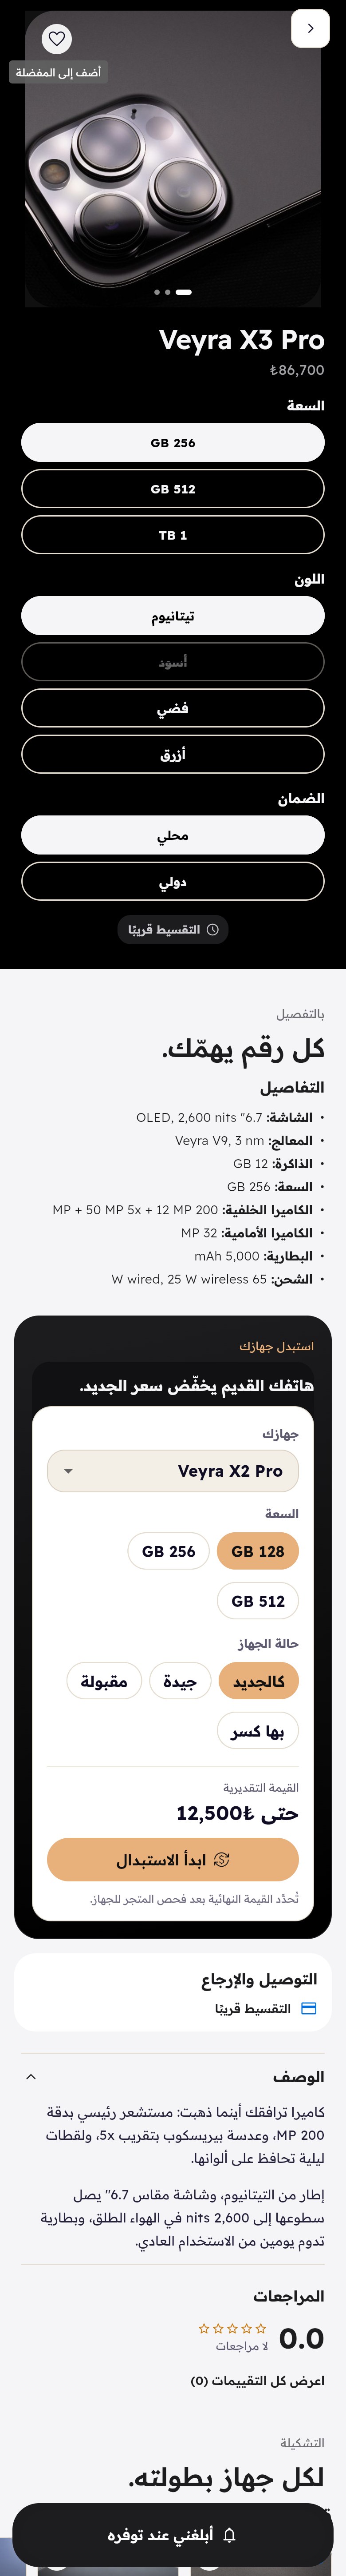 أضف إلى المفضلة
Veyra X3 Pro
₺86,700
السعة
256 GB
512 GB
1 TB
اللون
تيتانيوم
أسود
فضي
أزرق
الضمان
محلي
دولي
التقسيط قريبًا
بالتفصيل
كل رقم يهمّك.
التفاصيل
• الشاشة: 6.7" OLED, 2,600 nits
• المعالج: Veyra V9, 3 nm
• الذاكرة: 12 GB
• السعة: 256 GB
• الكاميرا الخلفية: 200 MP + 50 MP 5x + 12 MP
• الكاميرا الأمامية: 32 MP
• البطارية: 5,000 mAh
• الشحن: 65 W wired, 25 W wireless
استبدل جهازك
هاتفك القديم يخفّض سعر الجديد.
جهازك
Veyra X2 Pro
السعة
128 GB
256 GB
512 GB
حالة الجهاز
كالجديد
جيدة
مقبولة
بها كسر
القيمة التقديرية
حتى ₺12,500
ابدأ الاستبدال
تُحدَّد القيمة النهائية بعد فحص المتجر للجهاز.
التوصيل والإرجاع
التقسيط قريبًا
الوصف
كاميرا ترافقك أينما ذهبت: مستشعر رئيسي بدقة
200 MP، وعدسة بيريسكوب بتقريب 5x، ولقطات
ليلية تحافظ على ألوانها.
إطار من التيتانيوم، وشاشة مقاس 6.7" يصل
سطوعها إلى 2,600 nits في الهواء الطلق، وبطارية
تدوم يومين من الاستخدام العادي.
المراجعات
0.0
لا مراجعات
اعرض كل التقييمات (0)
التشكيلة
لكل جهاز بطولته.
أبلغني عند توفره